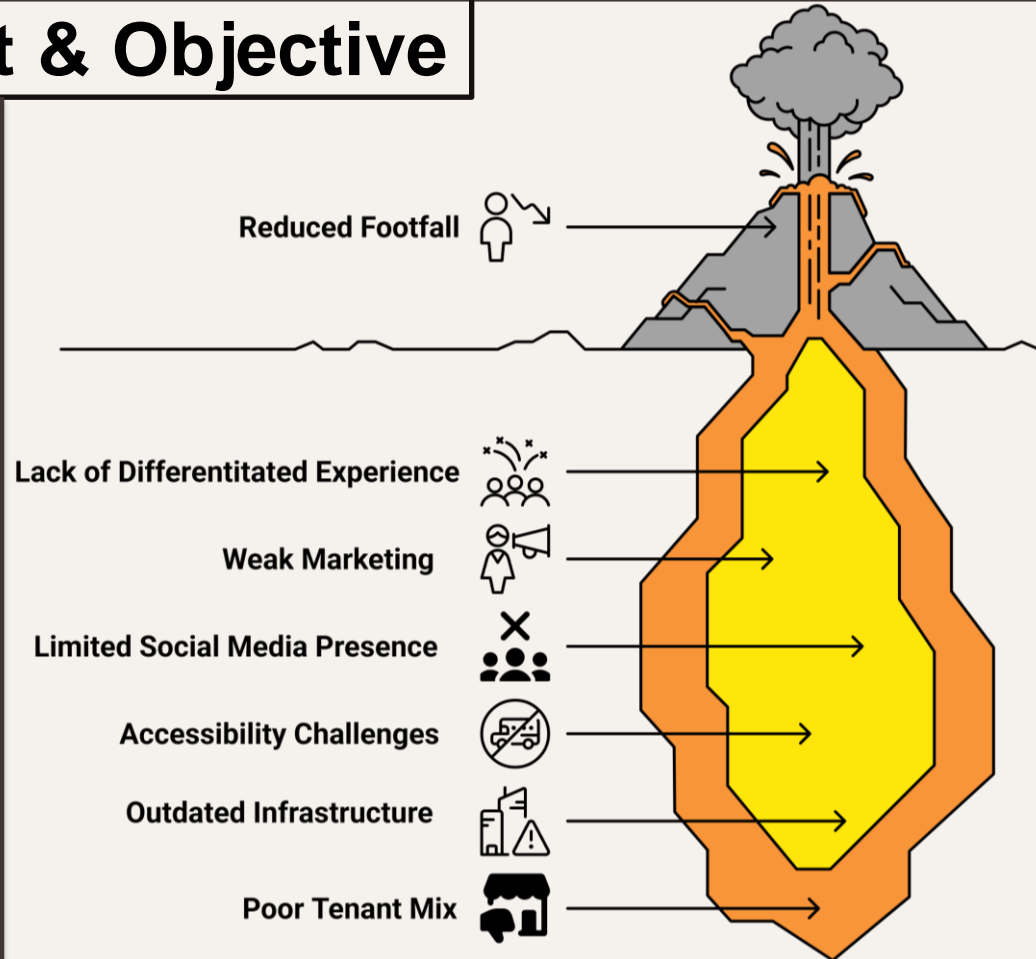 t & Objective
Reduced Footfall
Lack of Differentitated Experience
Weak Marketing
Limited Social Media Presence
Accessibility Challenges
Outdated Infrastructure
Poor Tenant Mix